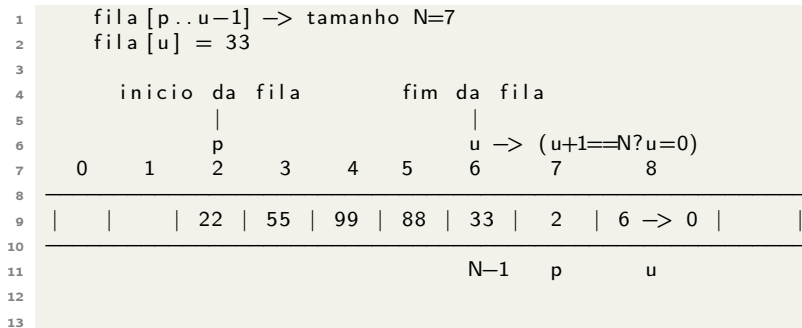 1 fila[p..u-1] -> tamanho N=7
2 fila[u] = 33
3
4 inicio da fila fim da fila
5 | |
6 p u -> (u+1==N?u=0)
7 0 1 2 3 4 5 6 7 8
8 ————————————————————————————
9 | | | 22 | 55 | 99 | 88 | 33 | 2 | 6 -> 0 | |
10 ————————————————————————————
11 N-1 p u
12
13